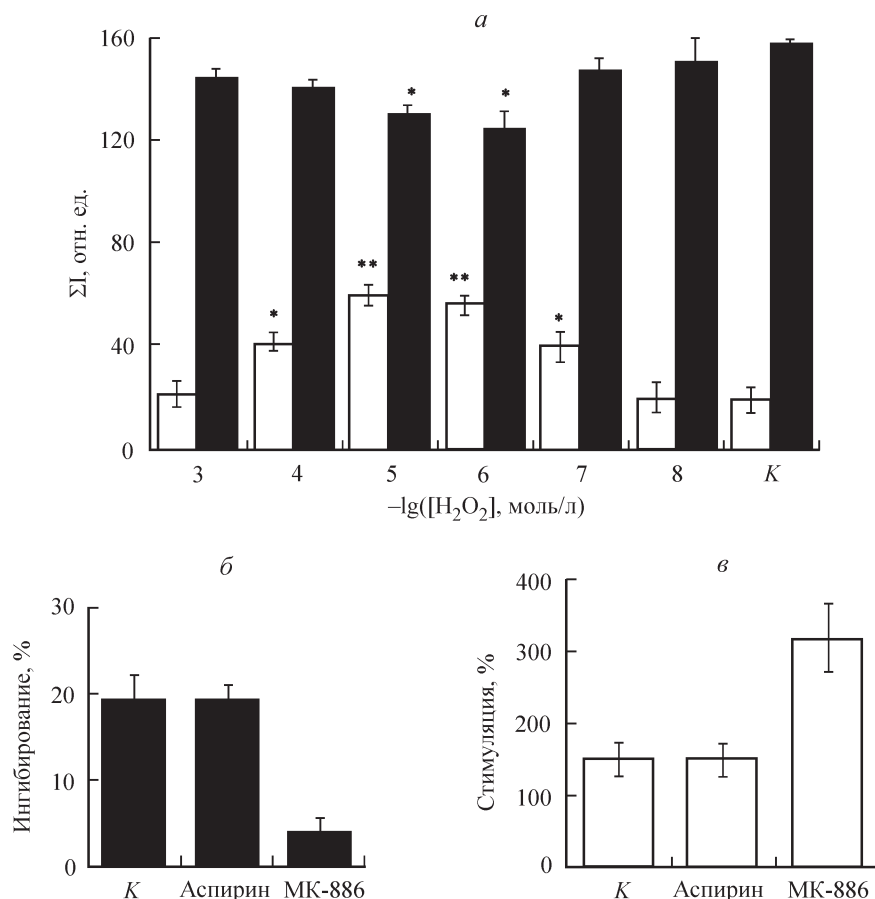 а
160
120
80
40
0
ΣI, отн. ед.
* ** ** * * *
3 4 5 6 7 8 K
–lg([H₂O₂], моль/л)
б
30
20
10
0
Ингибирование, %
K Аспирин МК-886
в
400
300
200
100
0
Стимуляция, %
K Аспирин МК-886